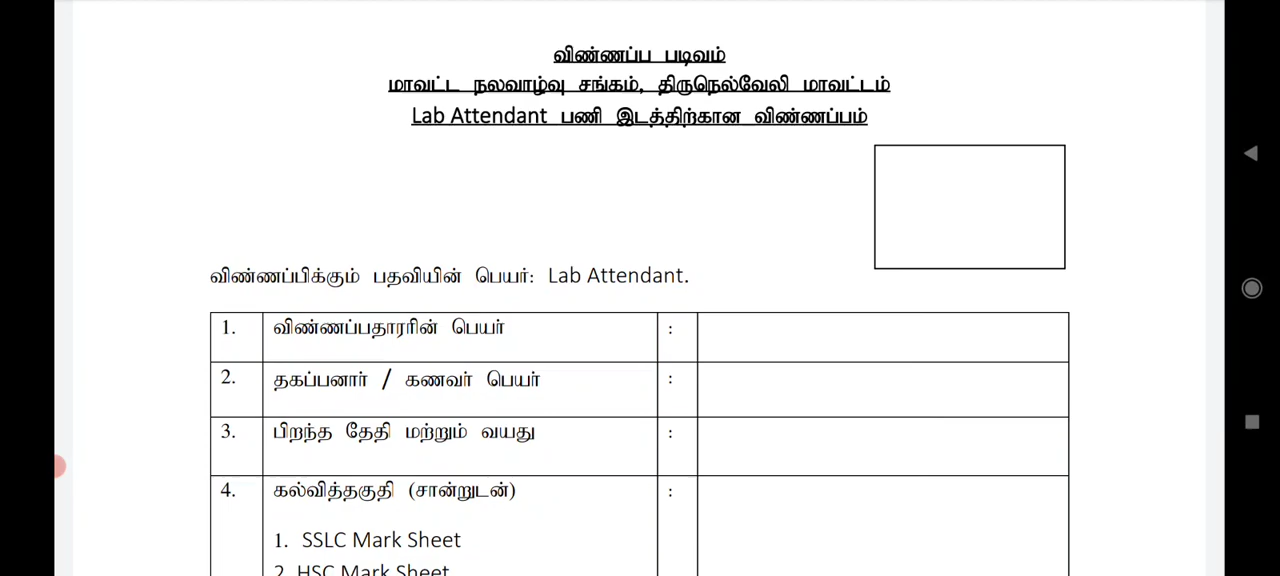 விண்ணப்ப படிவம்
மாவட்ட நலவாழ்வு சங்கம், திருநெல்வேலி மாவட்டம்
Lab Attendant பணி இடத்திற்கான விண்ணப்பம்
விண்ணப்பிக்கும் பதவியின் பெயர்: Lab Attendant.
1. விண்ணப்பதாரரின் பெயர் :
2. தகப்பனார் / கணவர் பெயர் :
3. பிறந்த தேதி மற்றும் வயது :
4. கல்வித்தகுதி (சான்றுடன்) :
1. SSLC Mark Sheet
2. HSC Mark Sheet